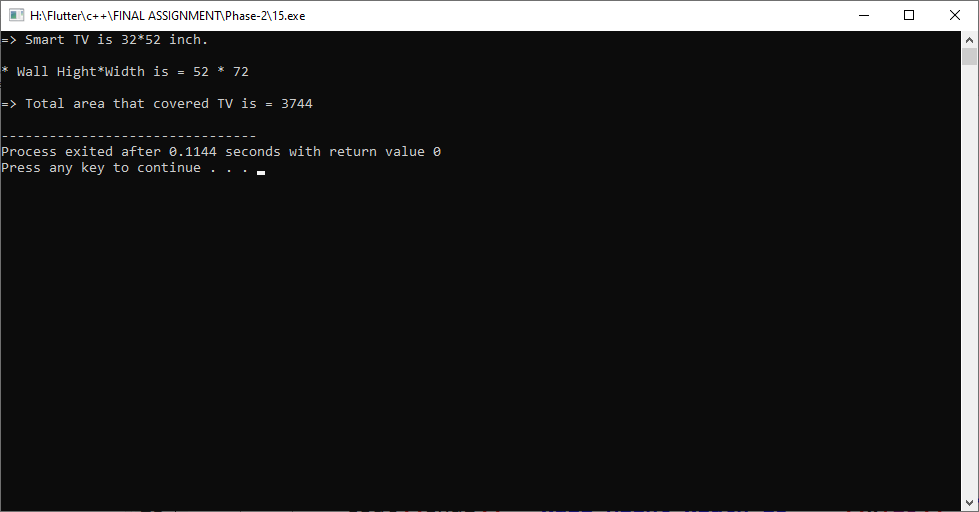 H:\Flutter\c++\FINAL ASSIGNMENT\Phase-2\15.exe
=> Smart TV is 32*52 inch.
* Wall Hight*Width is = 52 * 72
=> Total area that covered TV is = 3744
--------------------------------
Process exited after 0.1144 seconds with return value 0
Press any key to continue . . .